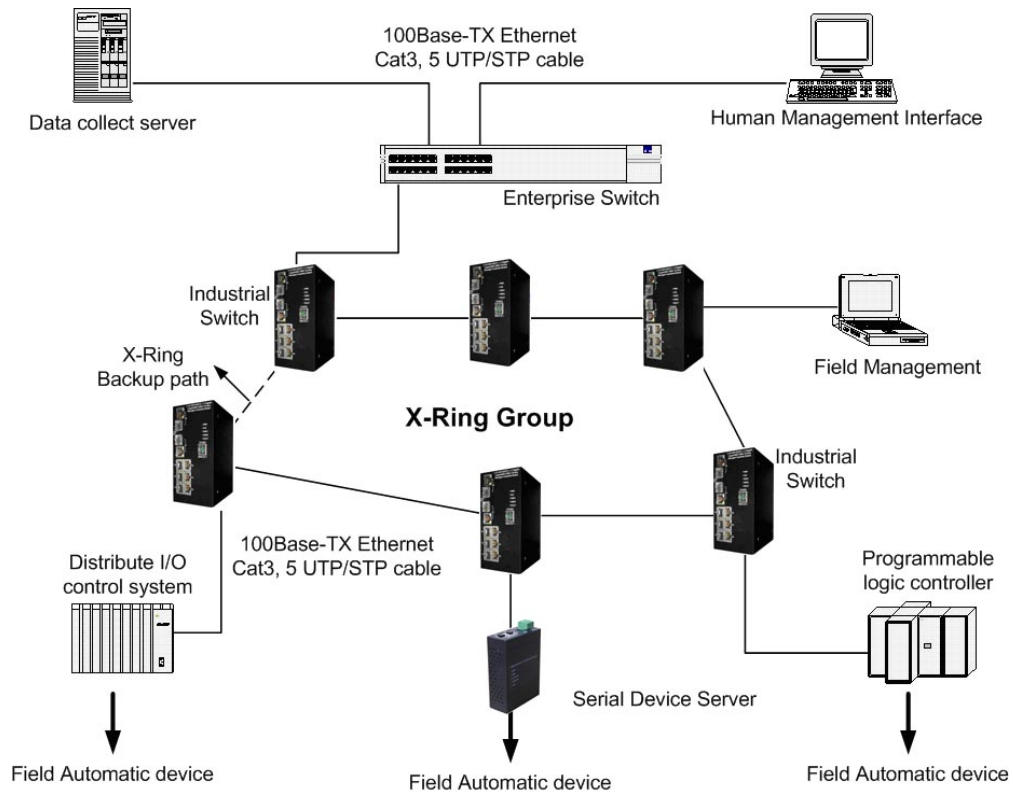 100Base-TX Ethernet
Cat3, 5 UTP/STP cable
Data collect server
Human Management Interface
Enterprise Switch
Industrial
Switch
X-Ring
Backup path
Field Management
X-Ring Group
Industrial
Switch
100Base-TX Ethernet
Cat3, 5 UTP/STP cable
Distribute I/O
control system
Programmable
logic controller
Serial Device Server
Field Automatic device
Field Automatic device
Field Automatic device